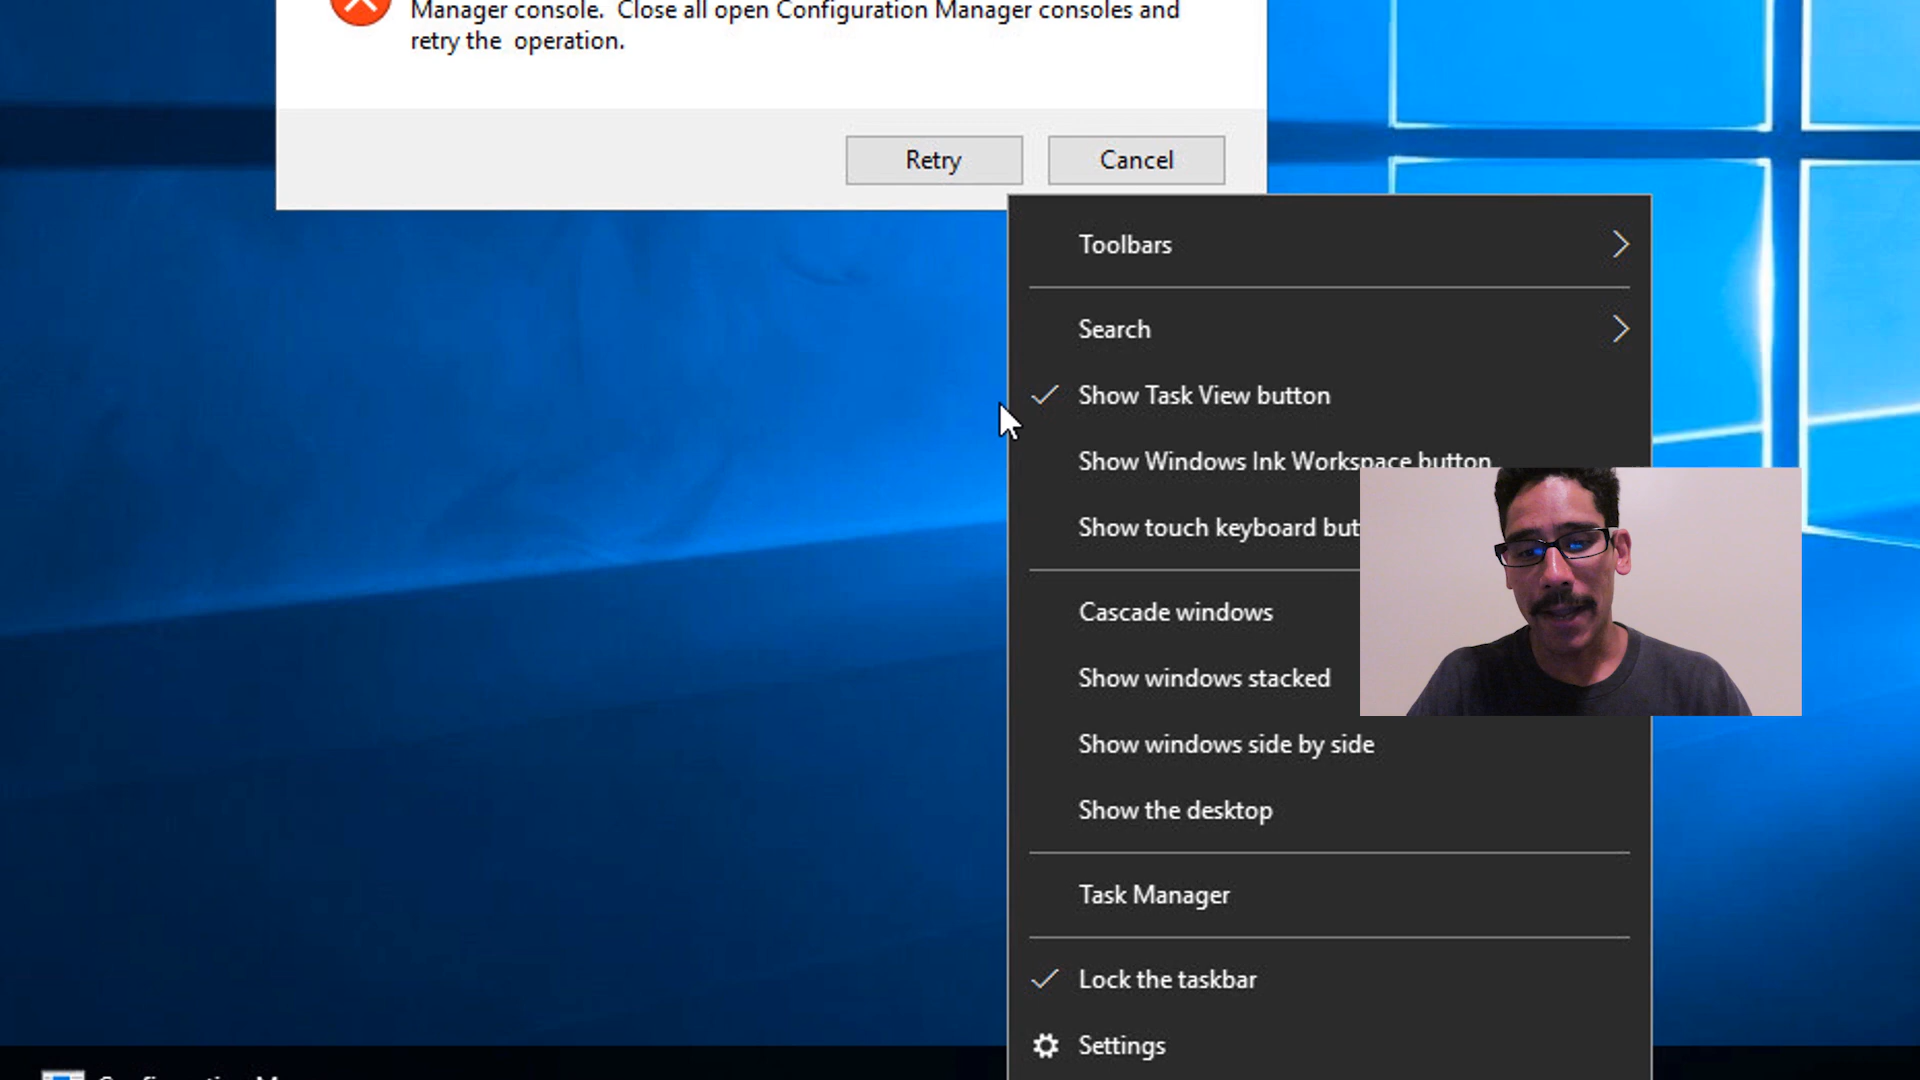 Manager console.  Close all open Configuration Manager consoles and
retry the  operation.
Retry
Cancel
Toolbars
Search
Show Task View button
Show Windows Ink Workspace button
Show touch keyboard but
Cascade windows
Show windows stacked
Show windows side by side
Show the desktop
Task Manager
Lock the taskbar
Settings